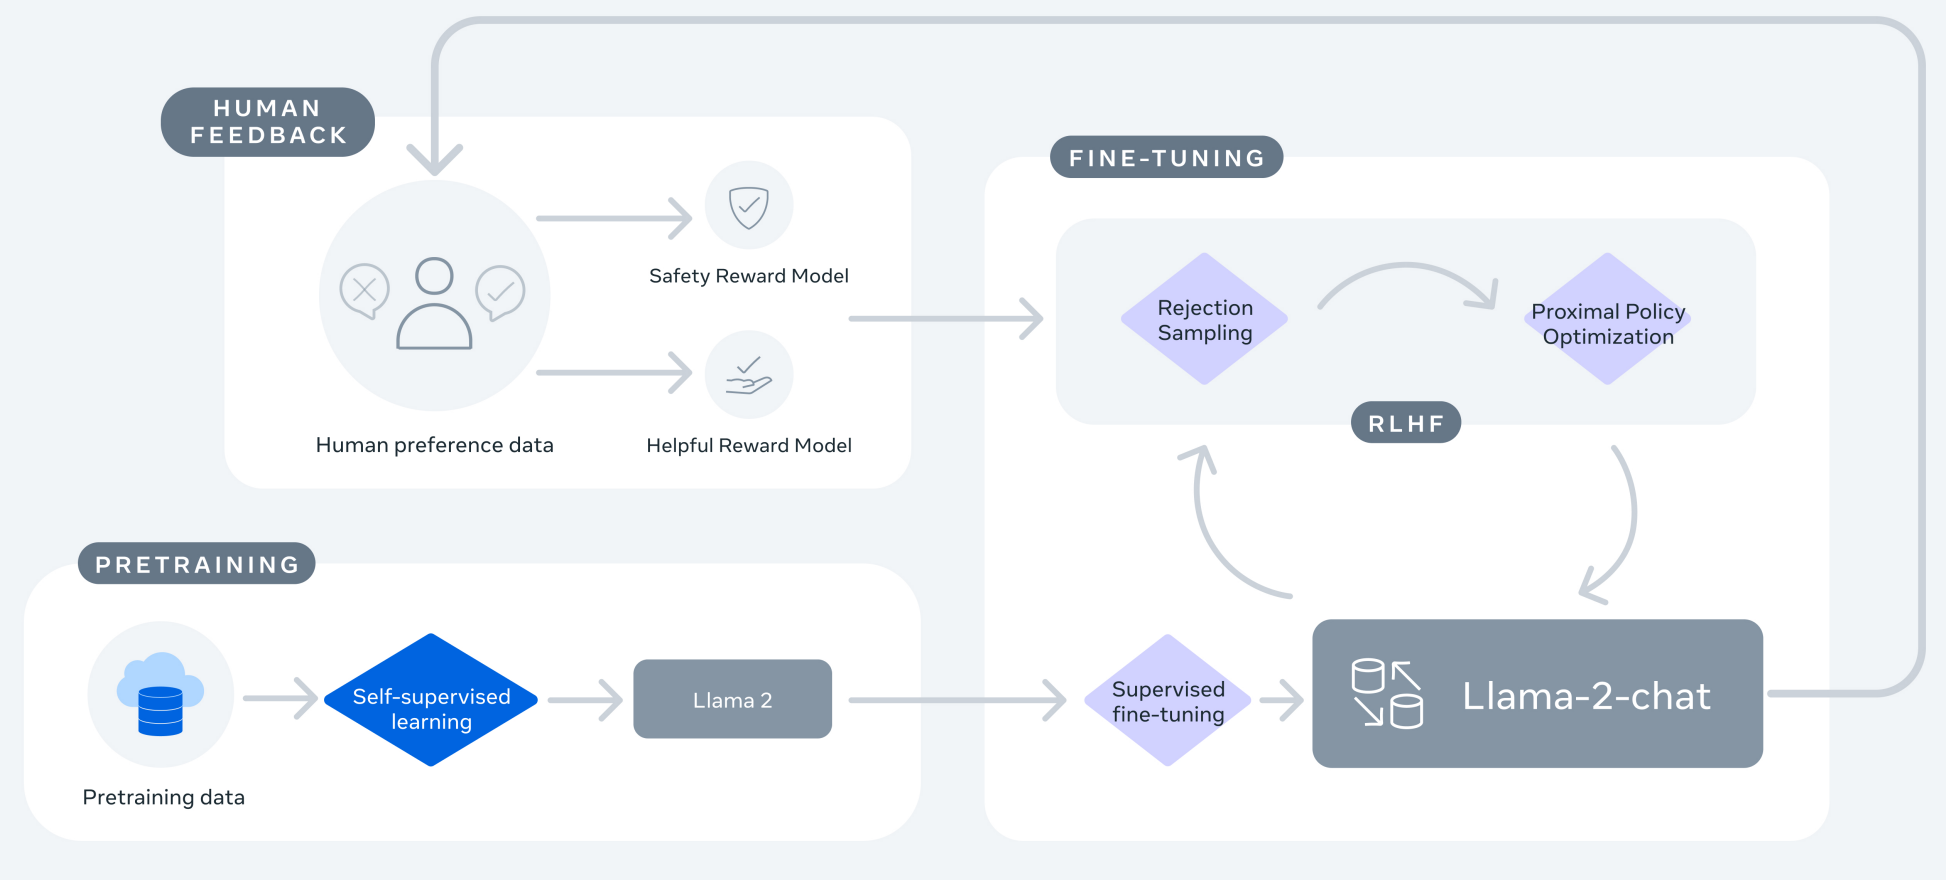 HUMAN
FEEDBACK
Human preference data
Safety Reward Model
Helpful Reward Model
FINE-TUNING
Rejection
Sampling
Proximal Policy
Optimization
RLHF
PRETRAINING
Pretraining data
Self-supervised
learning
Llama 2
Supervised
fine-tuning
Llama-2-chat